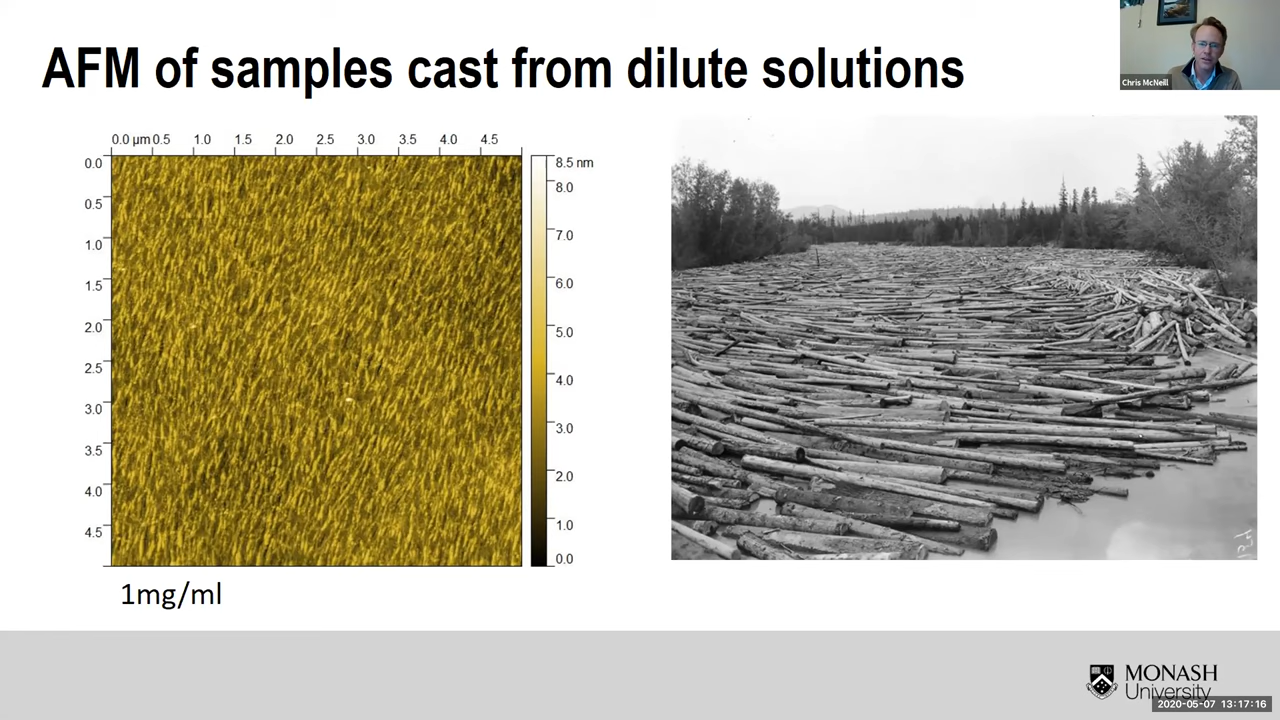 AFM of samples cast from dilute solutions
Chris McNeill
0.0 µm 0.5 1.0 1.5 2.0 2.5 3.0 3.5 4.0 4.5
0.0
0.5
1.0
1.5
2.0
2.5
3.0
3.5
4.0
4.5
8.5 nm
8.0
7.0
6.0
5.0
4.0
3.0
2.0
1.0
0.0
1mg/ml
MONASH
University
2020-05-07 13:17:16